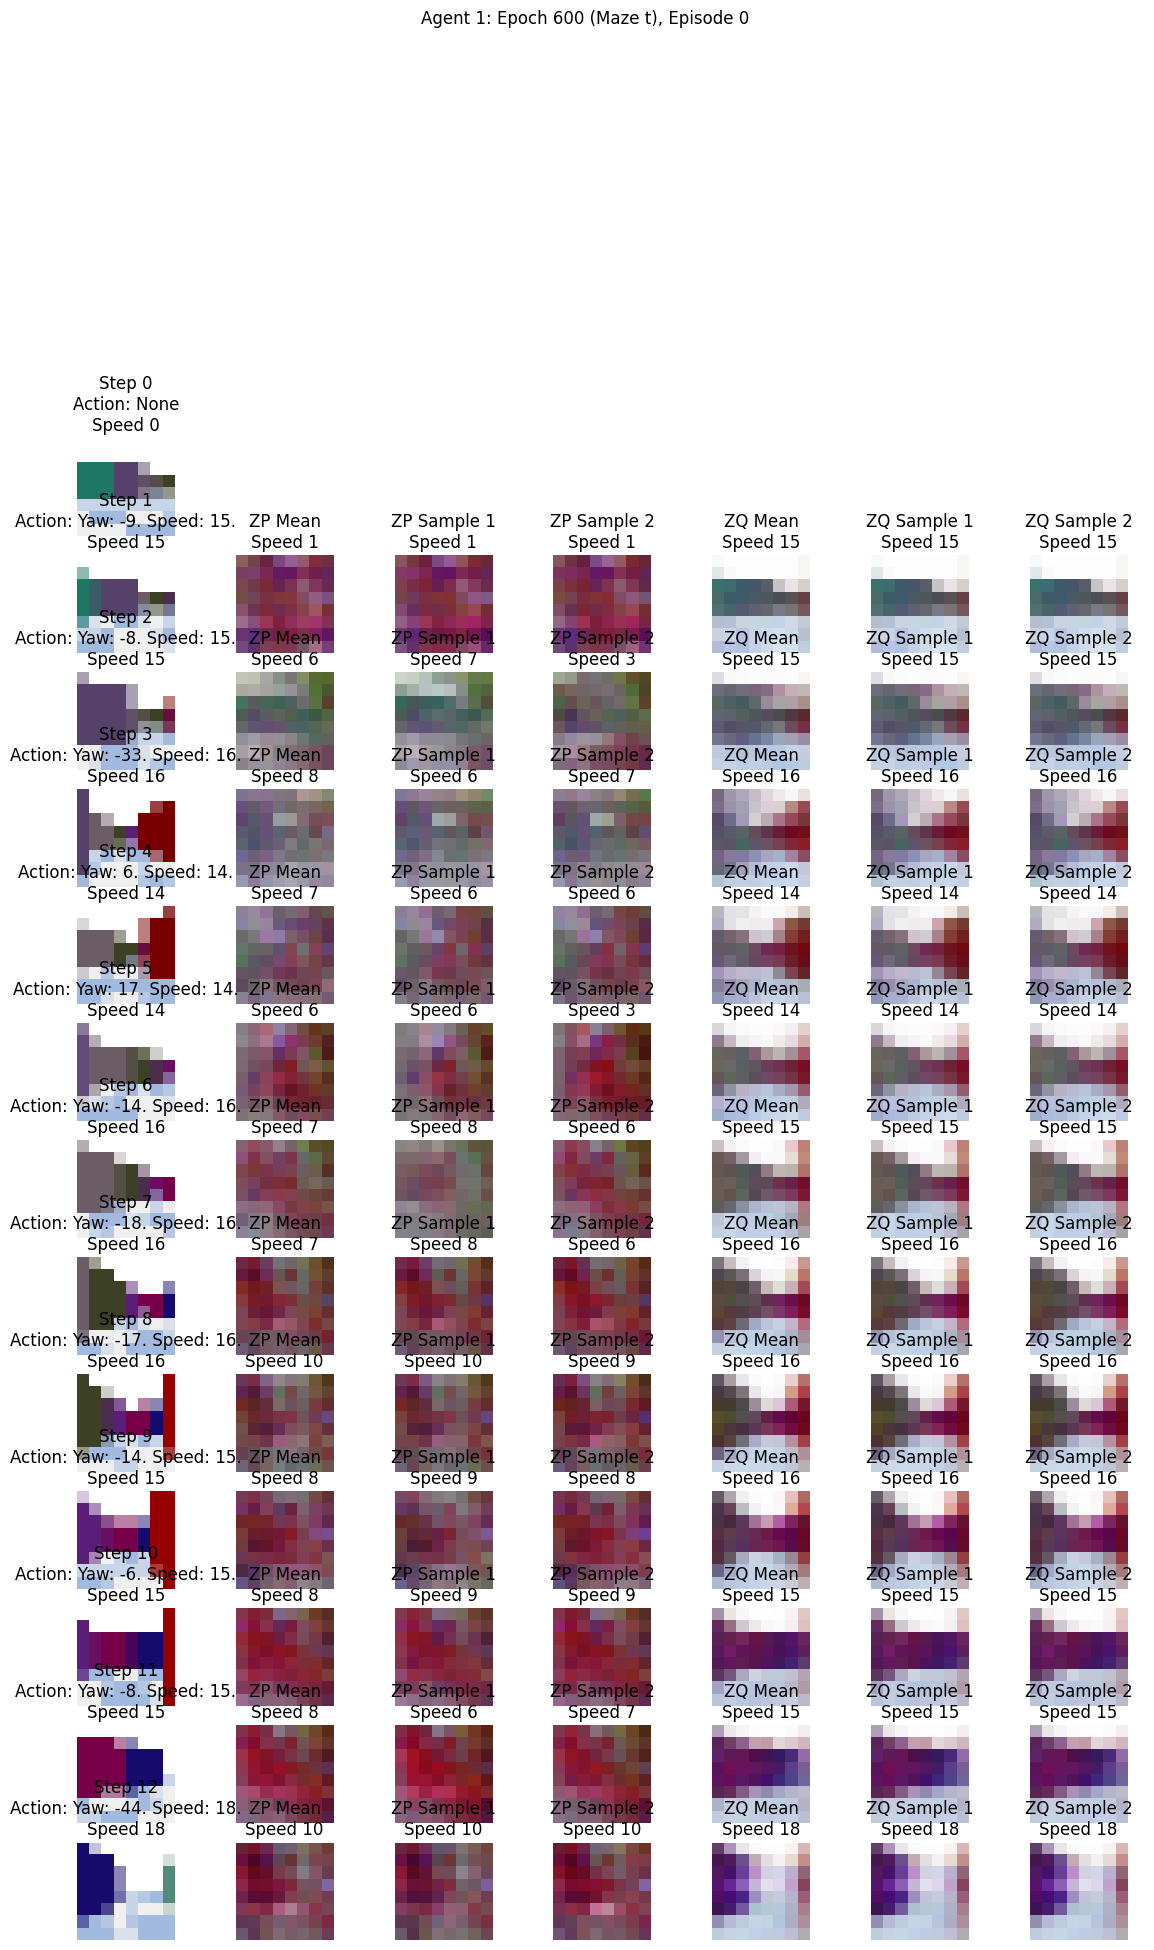 Agent 1: Epoch 600 (Maze t), Episode 0
Step 0
Action: None
Speed 0
Step 1
Action: Yaw: -9. Speed: 15.
Speed 15
ZP Mean
Speed 1
ZP Sample 1
Speed 1
ZP Sample 2
Speed 1
ZQ Mean
Speed 15
ZQ Sample 1
Speed 15
ZQ Sample 2
Speed 15
Step 2
Action: Yaw: -8. Speed: 15.
Speed 15
ZP Mean
Speed 6
ZP Sample 1
Speed 7
ZP Sample 2
Speed 3
ZQ Mean
Speed 15
ZQ Sample 1
Speed 15
ZQ Sample 2
Speed 15
Step 3
Action: Yaw: -33. Speed: 16.
Speed 16
ZP Mean
Speed 8
ZP Sample 1
Speed 6
ZP Sample 2
Speed 7
ZQ Mean
Speed 16
ZQ Sample 1
Speed 16
ZQ Sample 2
Speed 16
Step 4
Action: Yaw: 6. Speed: 14.
Speed 14
ZP Mean
Speed 7
ZP Sample 1
Speed 6
ZP Sample 2
Speed 6
ZQ Mean
Speed 14
ZQ Sample 1
Speed 14
ZQ Sample 2
Speed 14
Step 5
Action: Yaw: 17. Speed: 14.
Speed 14
ZP Mean
Speed 6
ZP Sample 1
Speed 6
ZP Sample 2
Speed 3
ZQ Mean
Speed 14
ZQ Sample 1
Speed 14
ZQ Sample 2
Speed 14
Step 6
Action: Yaw: -14. Speed: 16.
Speed 16
ZP Mean
Speed 7
ZP Sample 1
Speed 8
ZP Sample 2
Speed 6
ZQ Mean
Speed 15
ZQ Sample 1
Speed 15
ZQ Sample 2
Speed 15
Step 7
Action: Yaw: -18. Speed: 16.
Speed 16
ZP Mean
Speed 7
ZP Sample 1
Speed 8
ZP Sample 2
Speed 6
ZQ Mean
Speed 16
ZQ Sample 1
Speed 16
ZQ Sample 2
Speed 16
Step 8
Action: Yaw: -17. Speed: 16.
Speed 16
ZP Mean
Speed 10
ZP Sample 1
Speed 10
ZP Sample 2
Speed 9
ZQ Mean
Speed 16
ZQ Sample 1
Speed 16
ZQ Sample 2
Speed 16
Step 9
Action: Yaw: -14. Speed: 15.
Speed 15
ZP Mean
Speed 8
ZP Sample 1
Speed 9
ZP Sample 2
Speed 8
ZQ Mean
Speed 16
ZQ Sample 1
Speed 16
ZQ Sample 2
Speed 16
Step 10
Action: Yaw: -6. Speed: 15.
Speed 15
ZP Mean
Speed 8
ZP Sample 1
Speed 9
ZP Sample 2
Speed 9
ZQ Mean
Speed 15
ZQ Sample 1
Speed 15
ZQ Sample 2
Speed 15
Step 11
Action: Yaw: -8. Speed: 15.
Speed 15
ZP Mean
Speed 8
ZP Sample 1
Speed 6
ZP Sample 2
Speed 7
ZQ Mean
Speed 15
ZQ Sample 1
Speed 15
ZQ Sample 2
Speed 15
Step 12
Action: Yaw: -44. Speed: 18.
Speed 18
ZP Mean
Speed 10
ZP Sample 1
Speed 10
ZP Sample 2
Speed 10
ZQ Mean
Speed 18
ZQ Sample 1
Speed 18
ZQ Sample 2
Speed 18